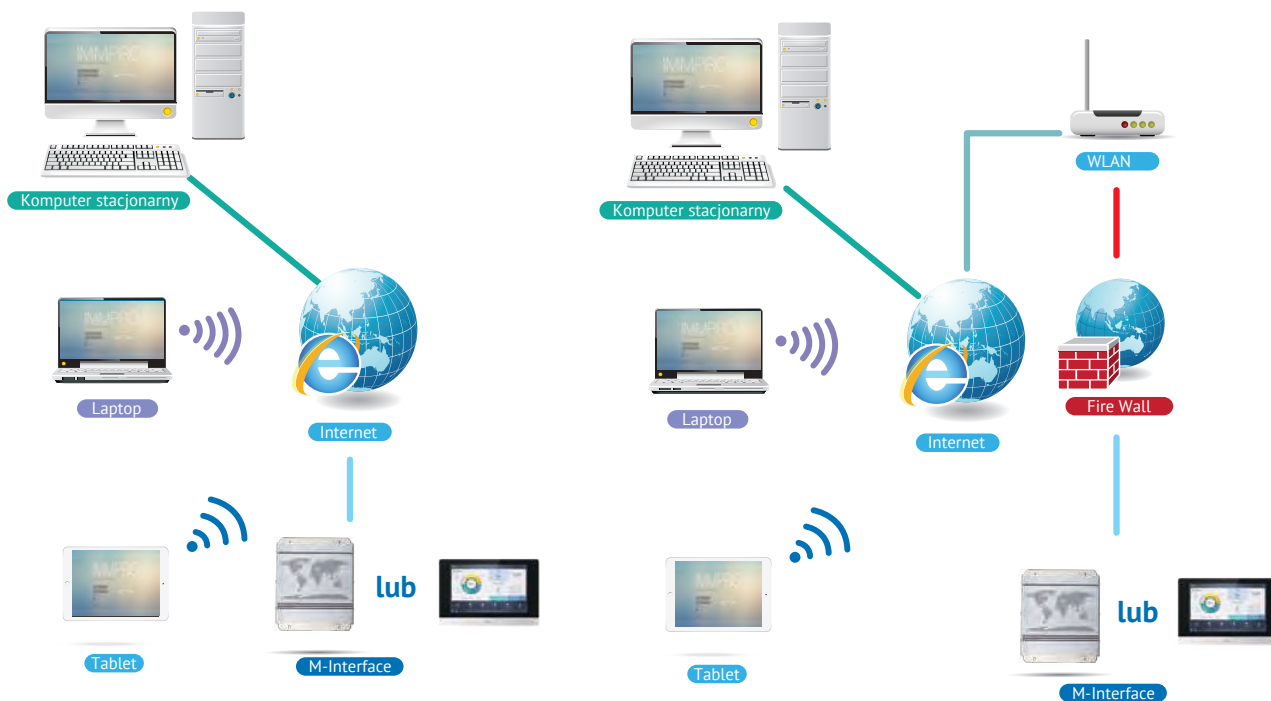 Komputer stacjonarny
Laptop
Internet
Tablet
lub
M-Interface
Komputer stacjonarny
WLAN
Laptop
Internet
Fire Wall
Tablet
lub
M-Interface